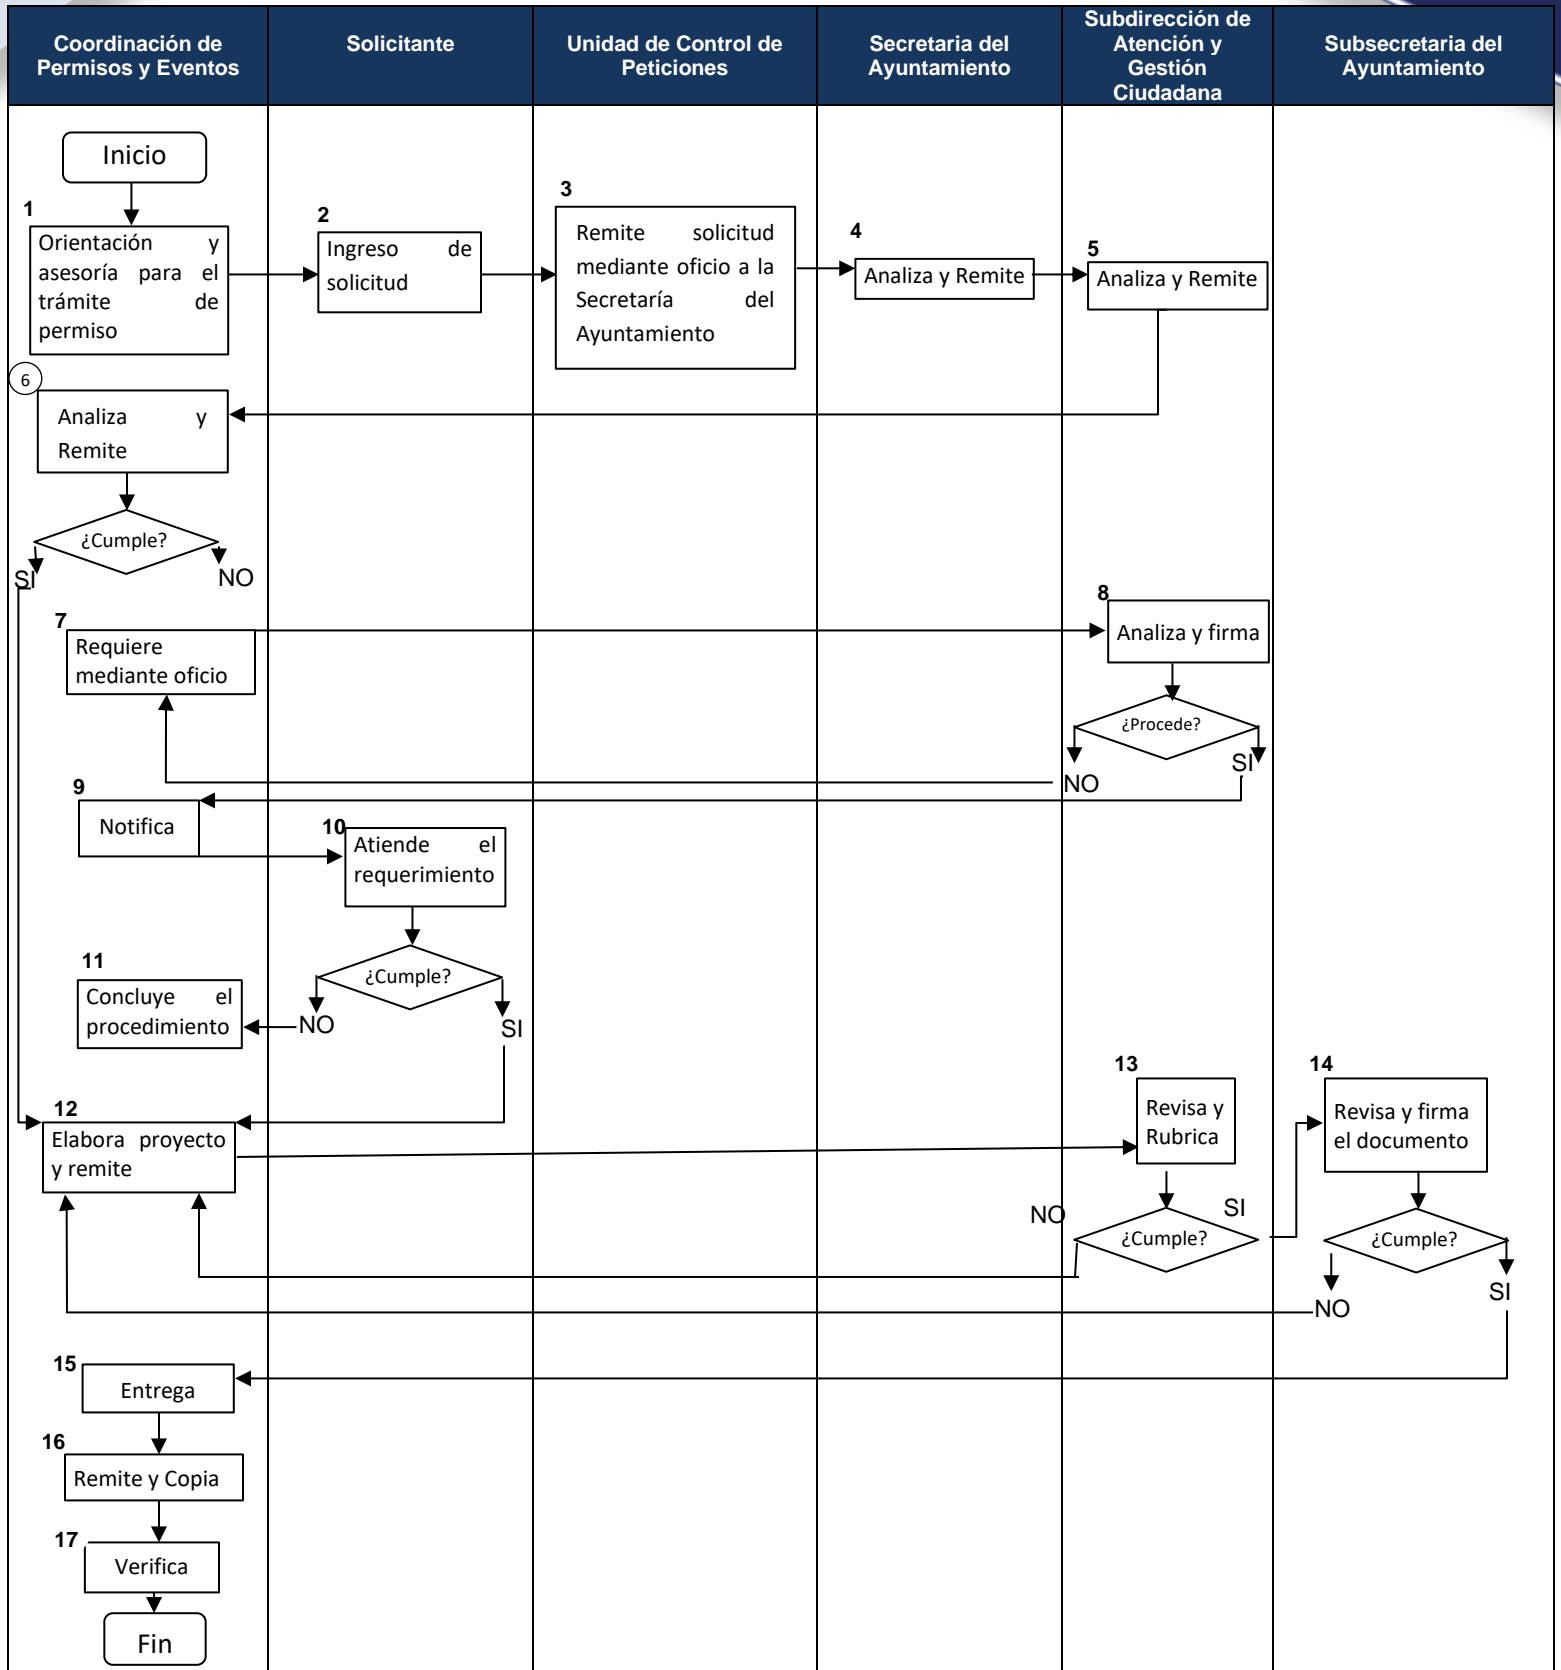 Coordinación de
Permisos y Eventos
Solicitante
Unidad de Control de
Peticiones
Secretaria del
Ayuntamiento
Subdirección de
Atención y
Gestión
Ciudadana
Subsecretaria del
Ayuntamiento
Inicio
1
Orientación y
asesoría para el
trámite de
permiso
2
Ingreso de
solicitud
3
Remite solicitud
mediante oficio a la
Secretaría del
Ayuntamiento
4
Analiza y Remite
5
Analiza y Remite
6
Analiza y
Remite
¿Cumple?
SI
NO
7
Requiere
mediante oficio
8
Analiza y firma
¿Procede?
NO
SI
9
Notifica
10
Atiende el
requerimiento
¿Cumple?
NO
SI
11
Concluye el
procedimiento
12
Elabora proyecto
y remite
13
Revisa y
Rubrica
NO
SI
¿Cumple?
14
Revisa y firma
el documento
¿Cumple?
NO
SI
15
Entrega
16
Remite y Copia
17
Verifica
Fin